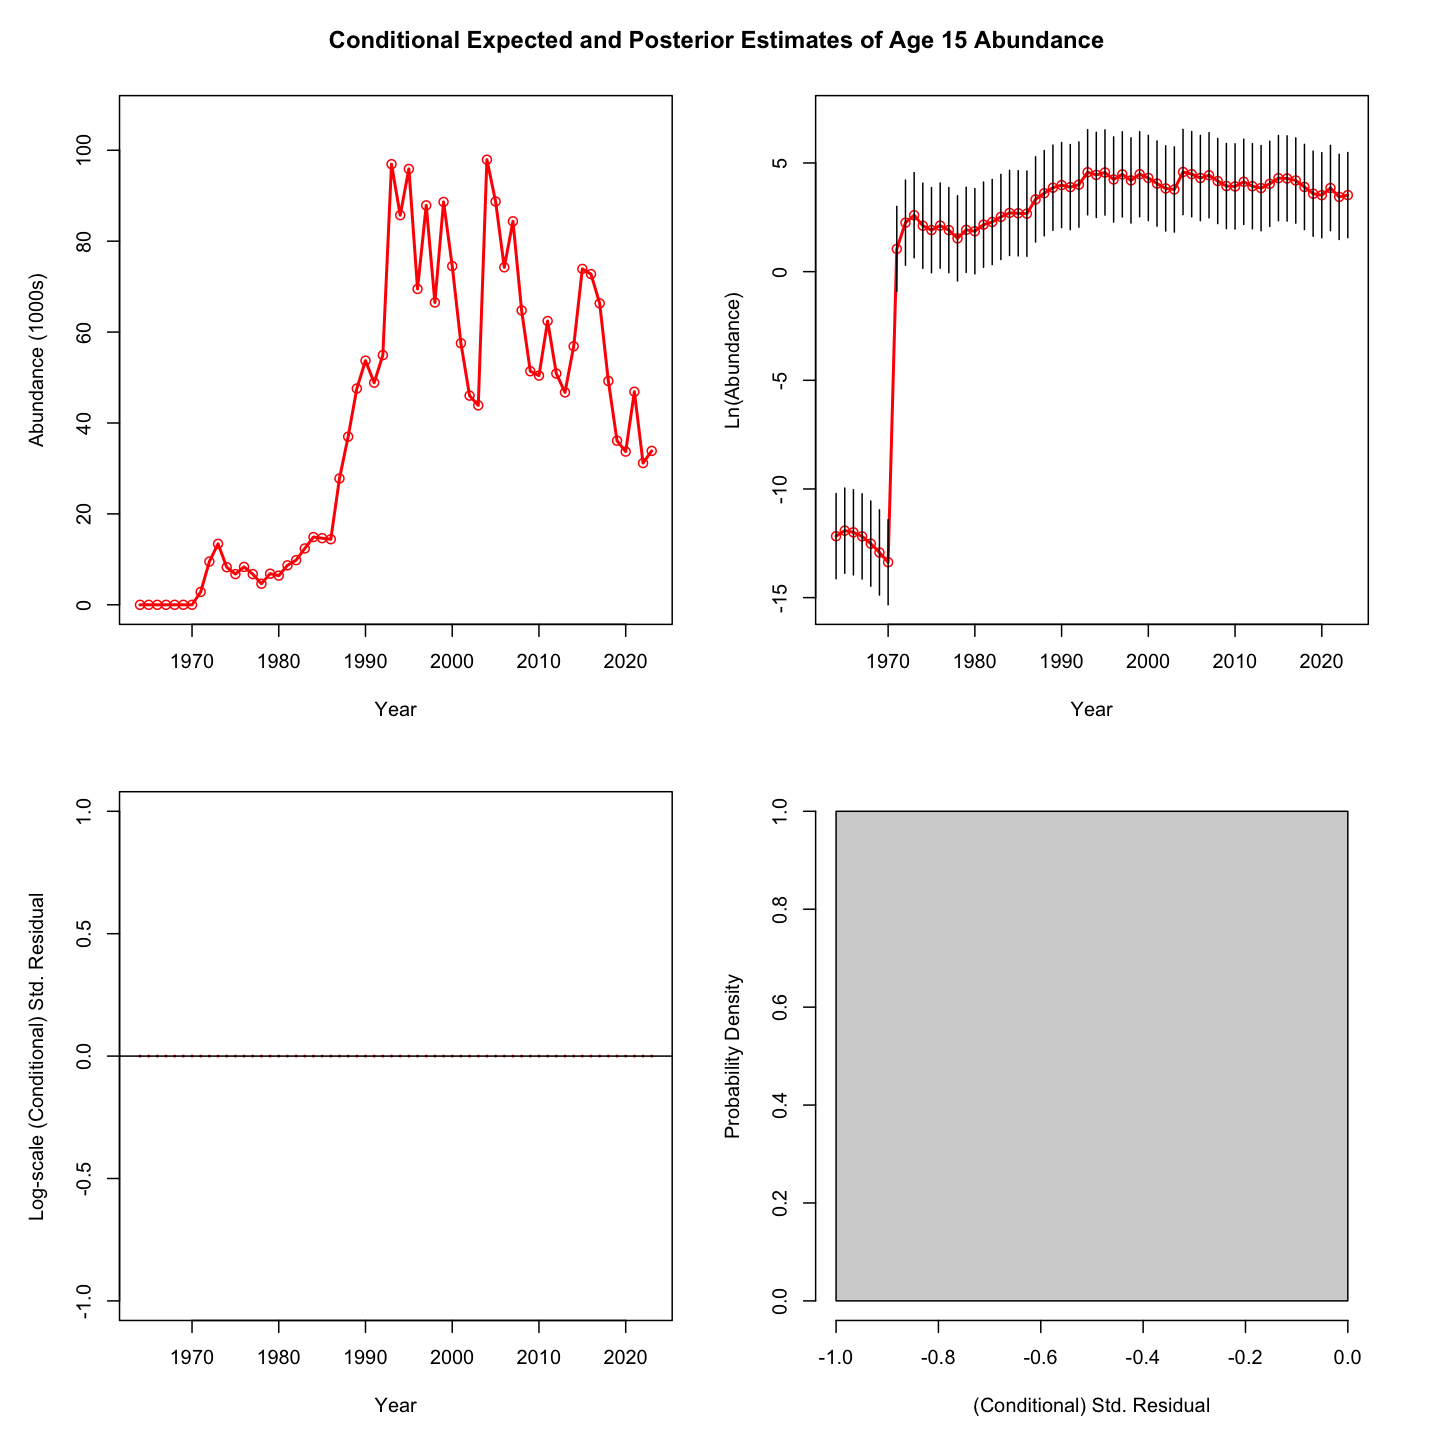 Conditional Expected and Posterior Estimates of Age 15 Abundance
Abundance (1000s)
100
80
60
40
20
0
1970 1980 1990 2000 2010 2020
Year
Ln(Abundance)
5
0
-5
-10
-15
1970 1980 1990 2000 2010 2020
Year
Log-scale (Conditional) Std. Residual
1.0
0.5
0.0
-0.5
-1.0
1970 1980 1990 2000 2010 2020
Year
Probability Density
1.0
0.8
0.6
0.4
0.2
0.0
-1.0 -0.8 -0.6 -0.4 -0.2 0.0
(Conditional) Std. Residual